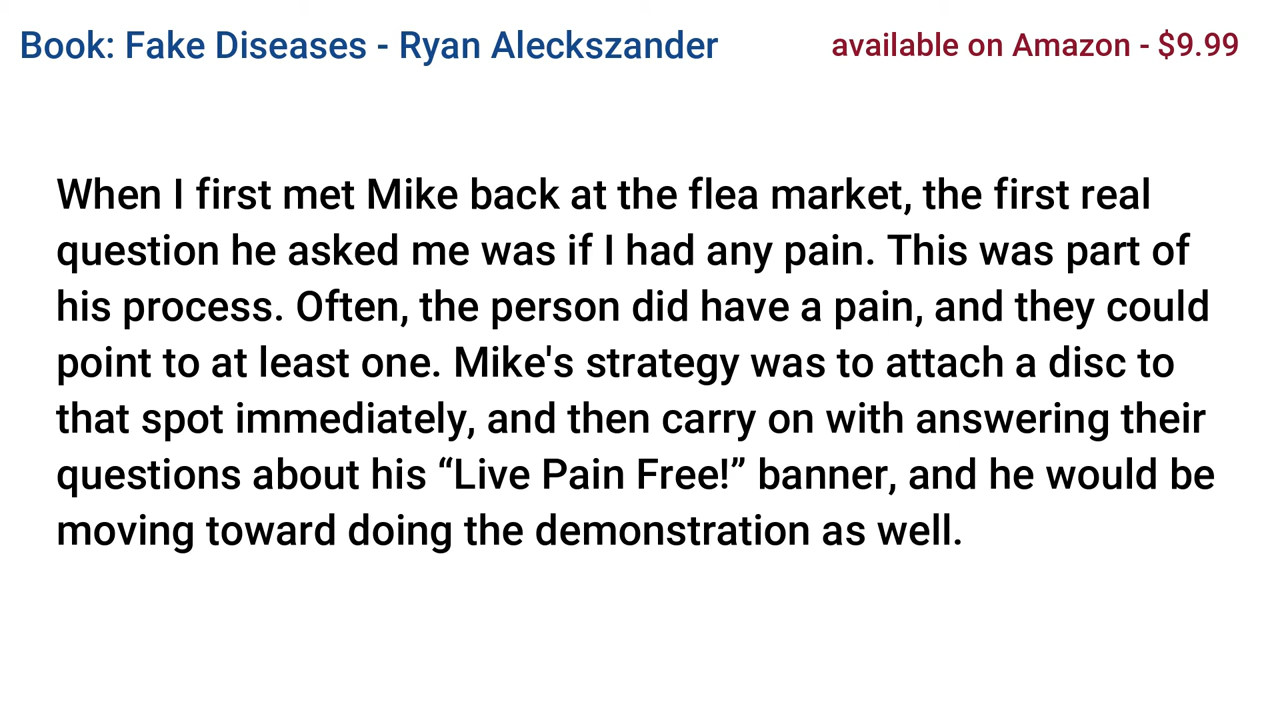 Book: Fake Diseases - Ryan Aleckszander
available on Amazon - $9.99
When I first met Mike back at the flea market, the first real
question he asked me was if I had any pain. This was part of
his process. Often, the person did have a pain, and they could
point to at least one. Mike's strategy was to attach a disc to
that spot immediately, and then carry on with answering their
questions about his “Live Pain Free!” banner, and he would be
moving toward doing the demonstration as well.